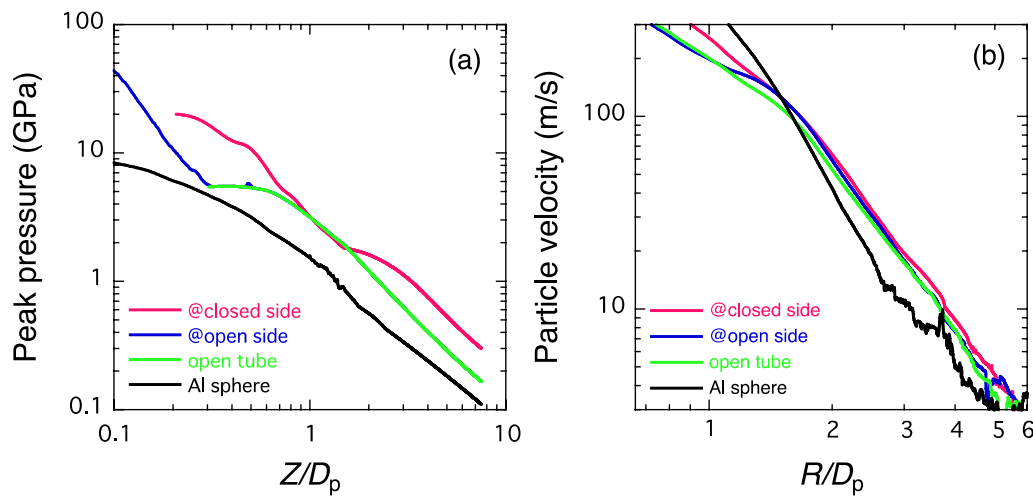 (a)
Peak pressure (GPa)
100
10
1
0.1
@closed side
@open side
open tube
Al sphere
0.1
1
10
Z/Dp
(b)
Particle velocity (m/s)
100
10
@closed side
@open side
open tube
Al sphere
1
2
3
4
5
6
R/Dp